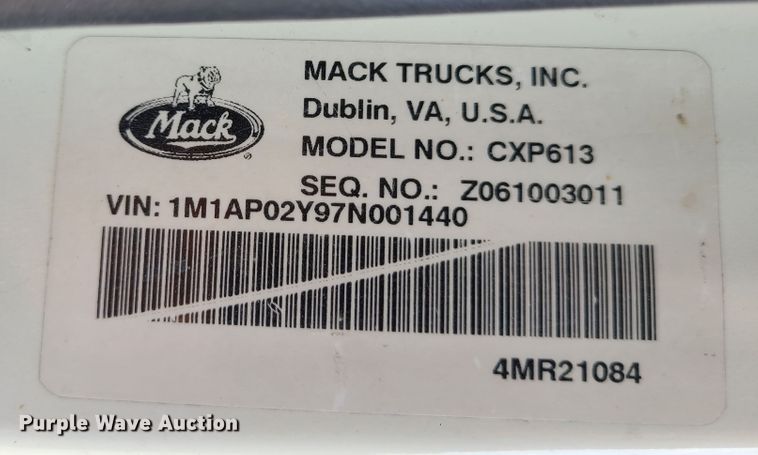 Mack
MACK TRUCKS, INC.
Dublin, VA, U.S.A.
MODEL NO.: CXP613
SEQ. NO.: Z061003011
VIN: 1M1AP02Y97N001440
4MR21084
Purple Wave Auction